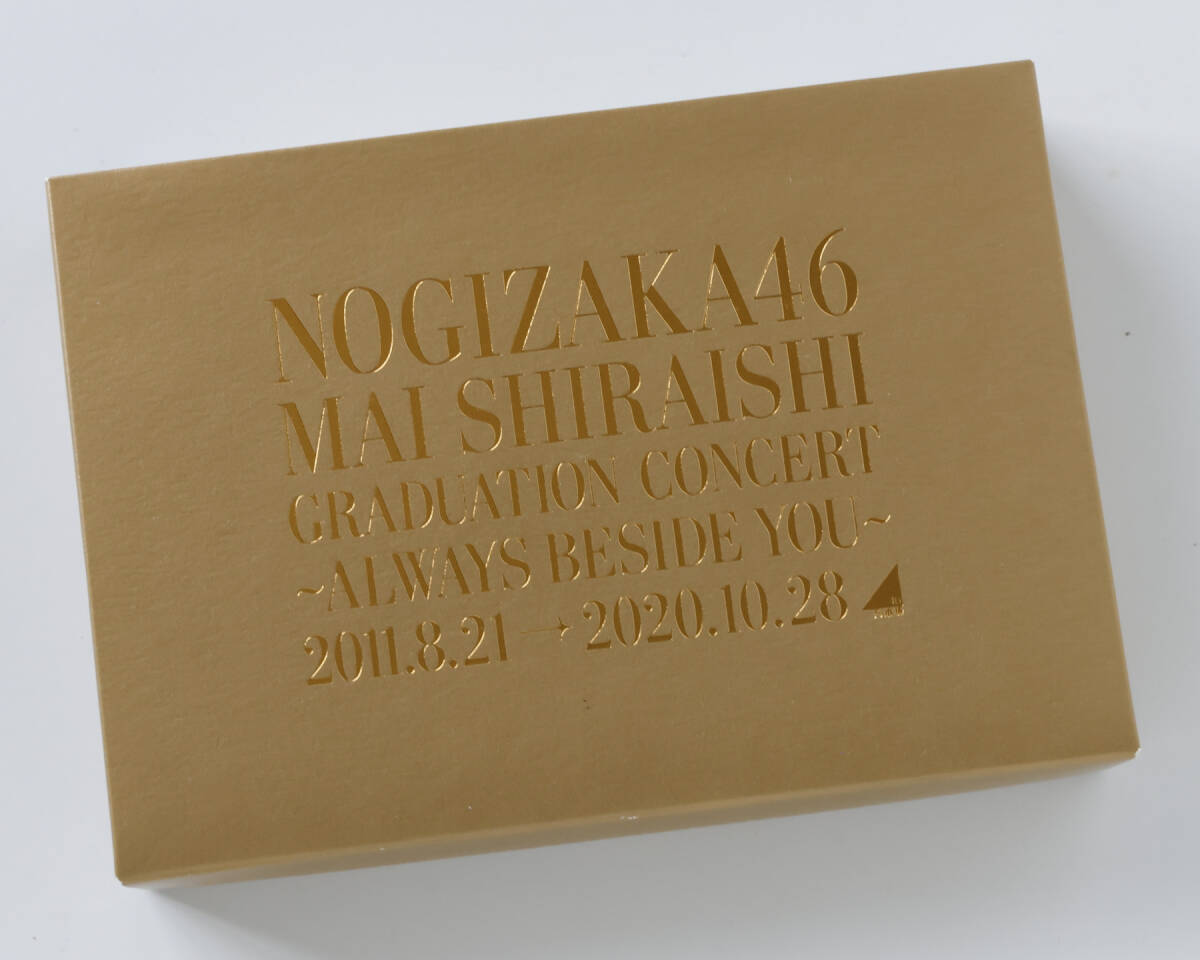 NOGIZAKA46
MAI SHIRAISHI
GRADUATION CONCERT
~ALWAYS BESIDE YOU~
2011.8.21 → 2020.10.28